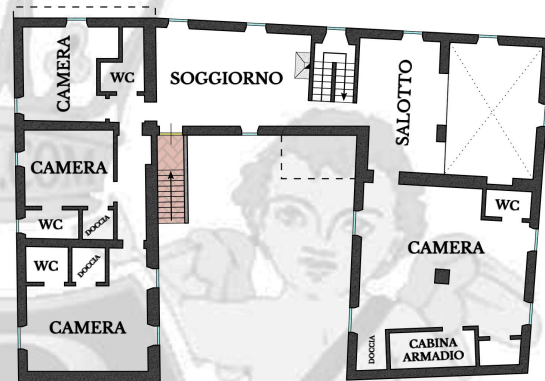 CAMERA
WC
SOGGIORNO
SALOTTO
CAMERA
WC
DOCCIA
WC
DOCCIA
CAMERA
WC
CAMERA
DOCCIA
CABINA
ARMADIO